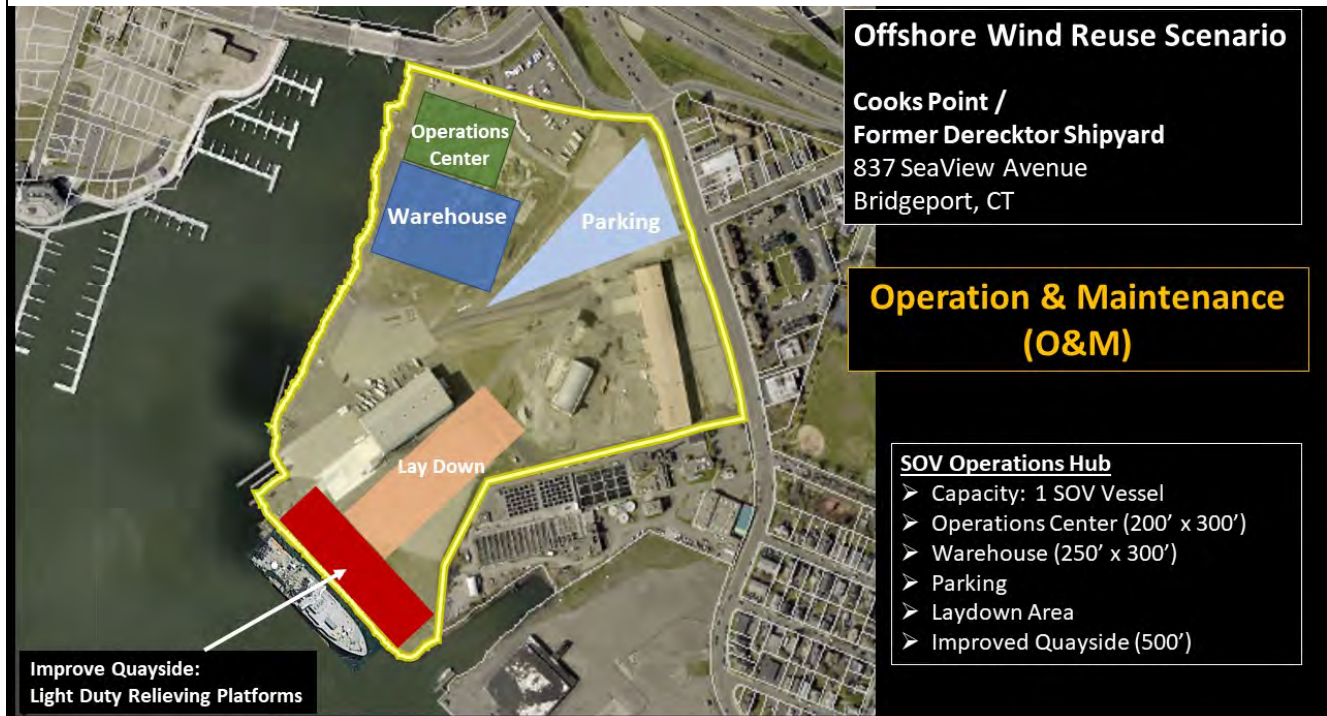 Offshore Wind Reuse Scenario
Cooks Point /
Former Derecktor Shipyard
837 SeaView Avenue
Bridgeport, CT
Operations
Center
Warehouse
Parking
Operation & Maintenance
(O&M)
Lay Down
SOV Operations Hub
➢ Capacity: 1 SOV Vessel
➢ Operations Center (200’ x 300’)
➢ Warehouse (250’ x 300’)
➢ Parking
➢ Laydown Area
➢ Improved Quayside (500’)
Improve Quayside:
Light Duty Relieving Platforms